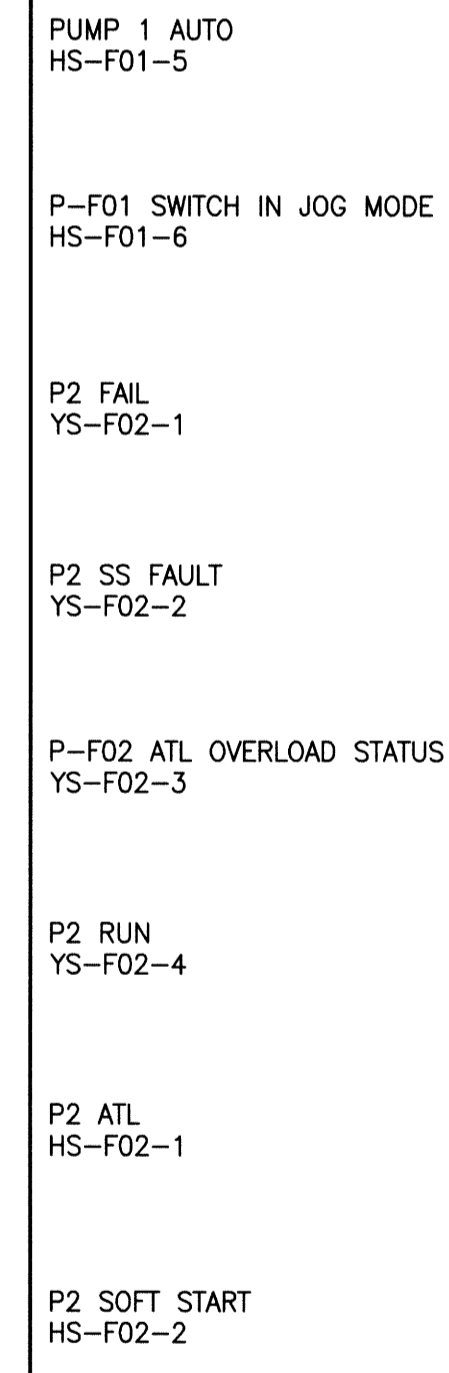 PUMP 1 AUTO
HS-F01-5
P-F01 SWITCH IN JOG MODE
HS-F01-6
P2 FAIL
YS-F02-1
P2 SS FAULT
YS-F02-2
P-F02 ATL OVERLOAD STATUS
YS-F02-3
P2 RUN
YS-F02-4
P2 ATL
HS-F02-1
P2 SOFT START
HS-F02-2